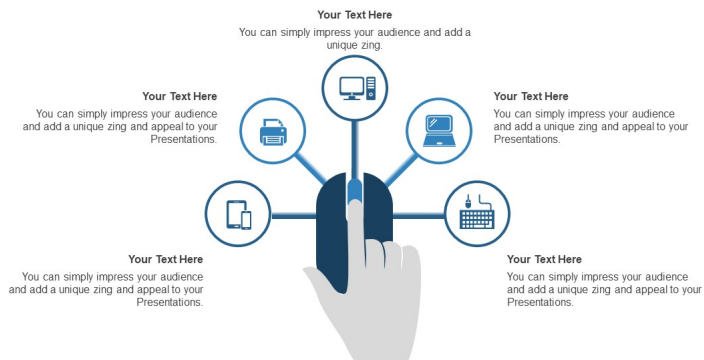 Your Text Here
You can simply impress your audience and add a
unique zing.
Your Text Here
You can simply impress your audience
and add a unique zing and appeal to your
Presentations.
Your Text Here
You can simply impress your audience
and add a unique zing and appeal to your
Presentations.
Your Text Here
You can simply impress your audience
and add a unique zing and appeal to your
Presentations.
Your Text Here
You can simply impress your audience
and add a unique zing and appeal to your
Presentations.